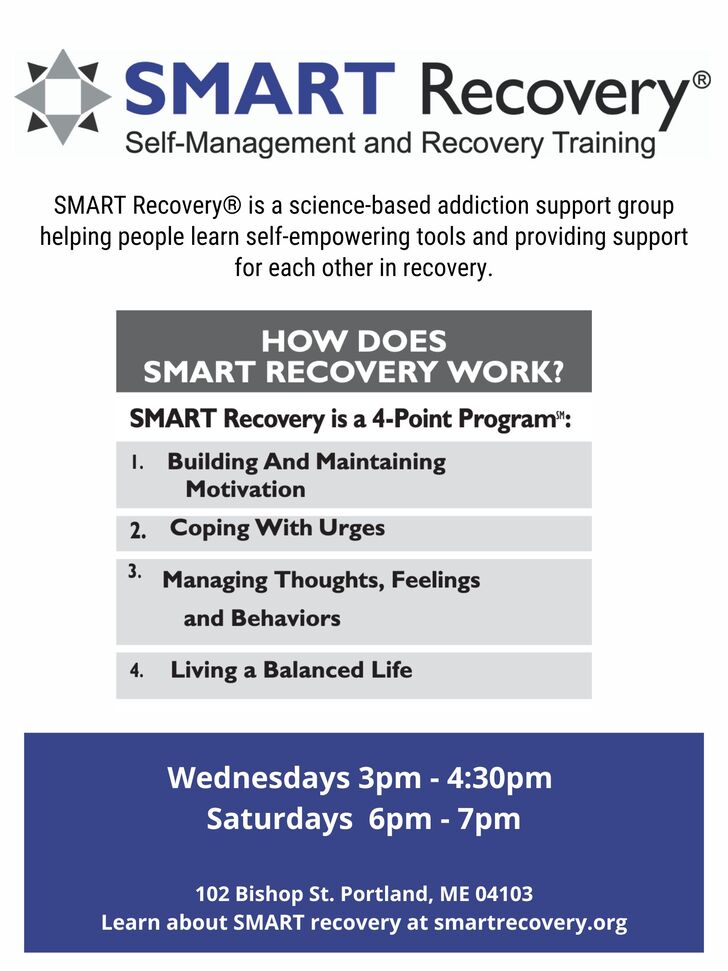 SMART Recovery®
Self-Management and Recovery Training
SMART Recovery® is a science-based addiction support group
helping people learn self-empowering tools and providing support
for each other in recovery.
HOW DOES
SMART RECOVERY WORK?
SMART Recovery is a 4-Point Program℠:
1. Building And Maintaining
Motivation
2. Coping With Urges
3. Managing Thoughts, Feelings
and Behaviors
4. Living a Balanced Life
Wednesdays 3pm - 4:30pm
Saturdays 6pm - 7pm
102 Bishop St. Portland, ME 04103
Learn about SMART recovery at smartrecovery.org